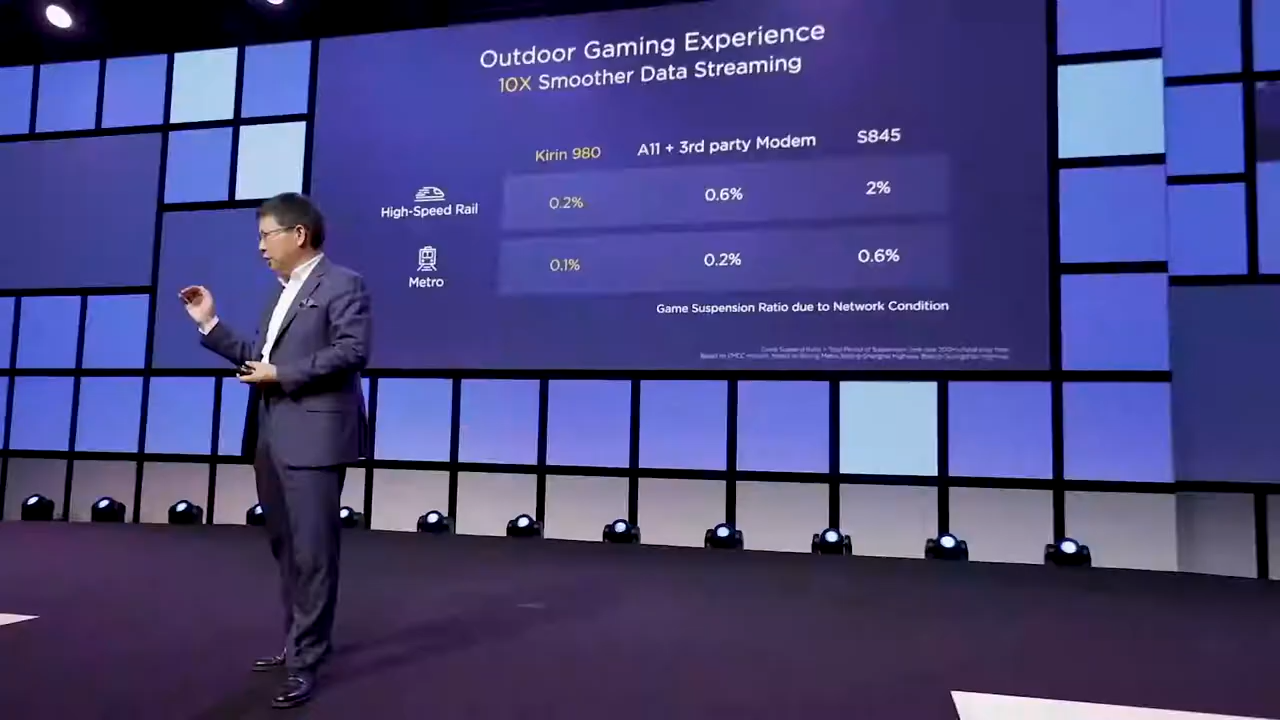 Outdoor Gaming Experience
10X Smoother Data Streaming
Kirin 980 A11 + 3rd party Modem S845
High-Speed Rail 0.2% 0.6% 2%
Metro 0.1% 0.2% 0.6%
Game Suspension Ratio due to Network Condition